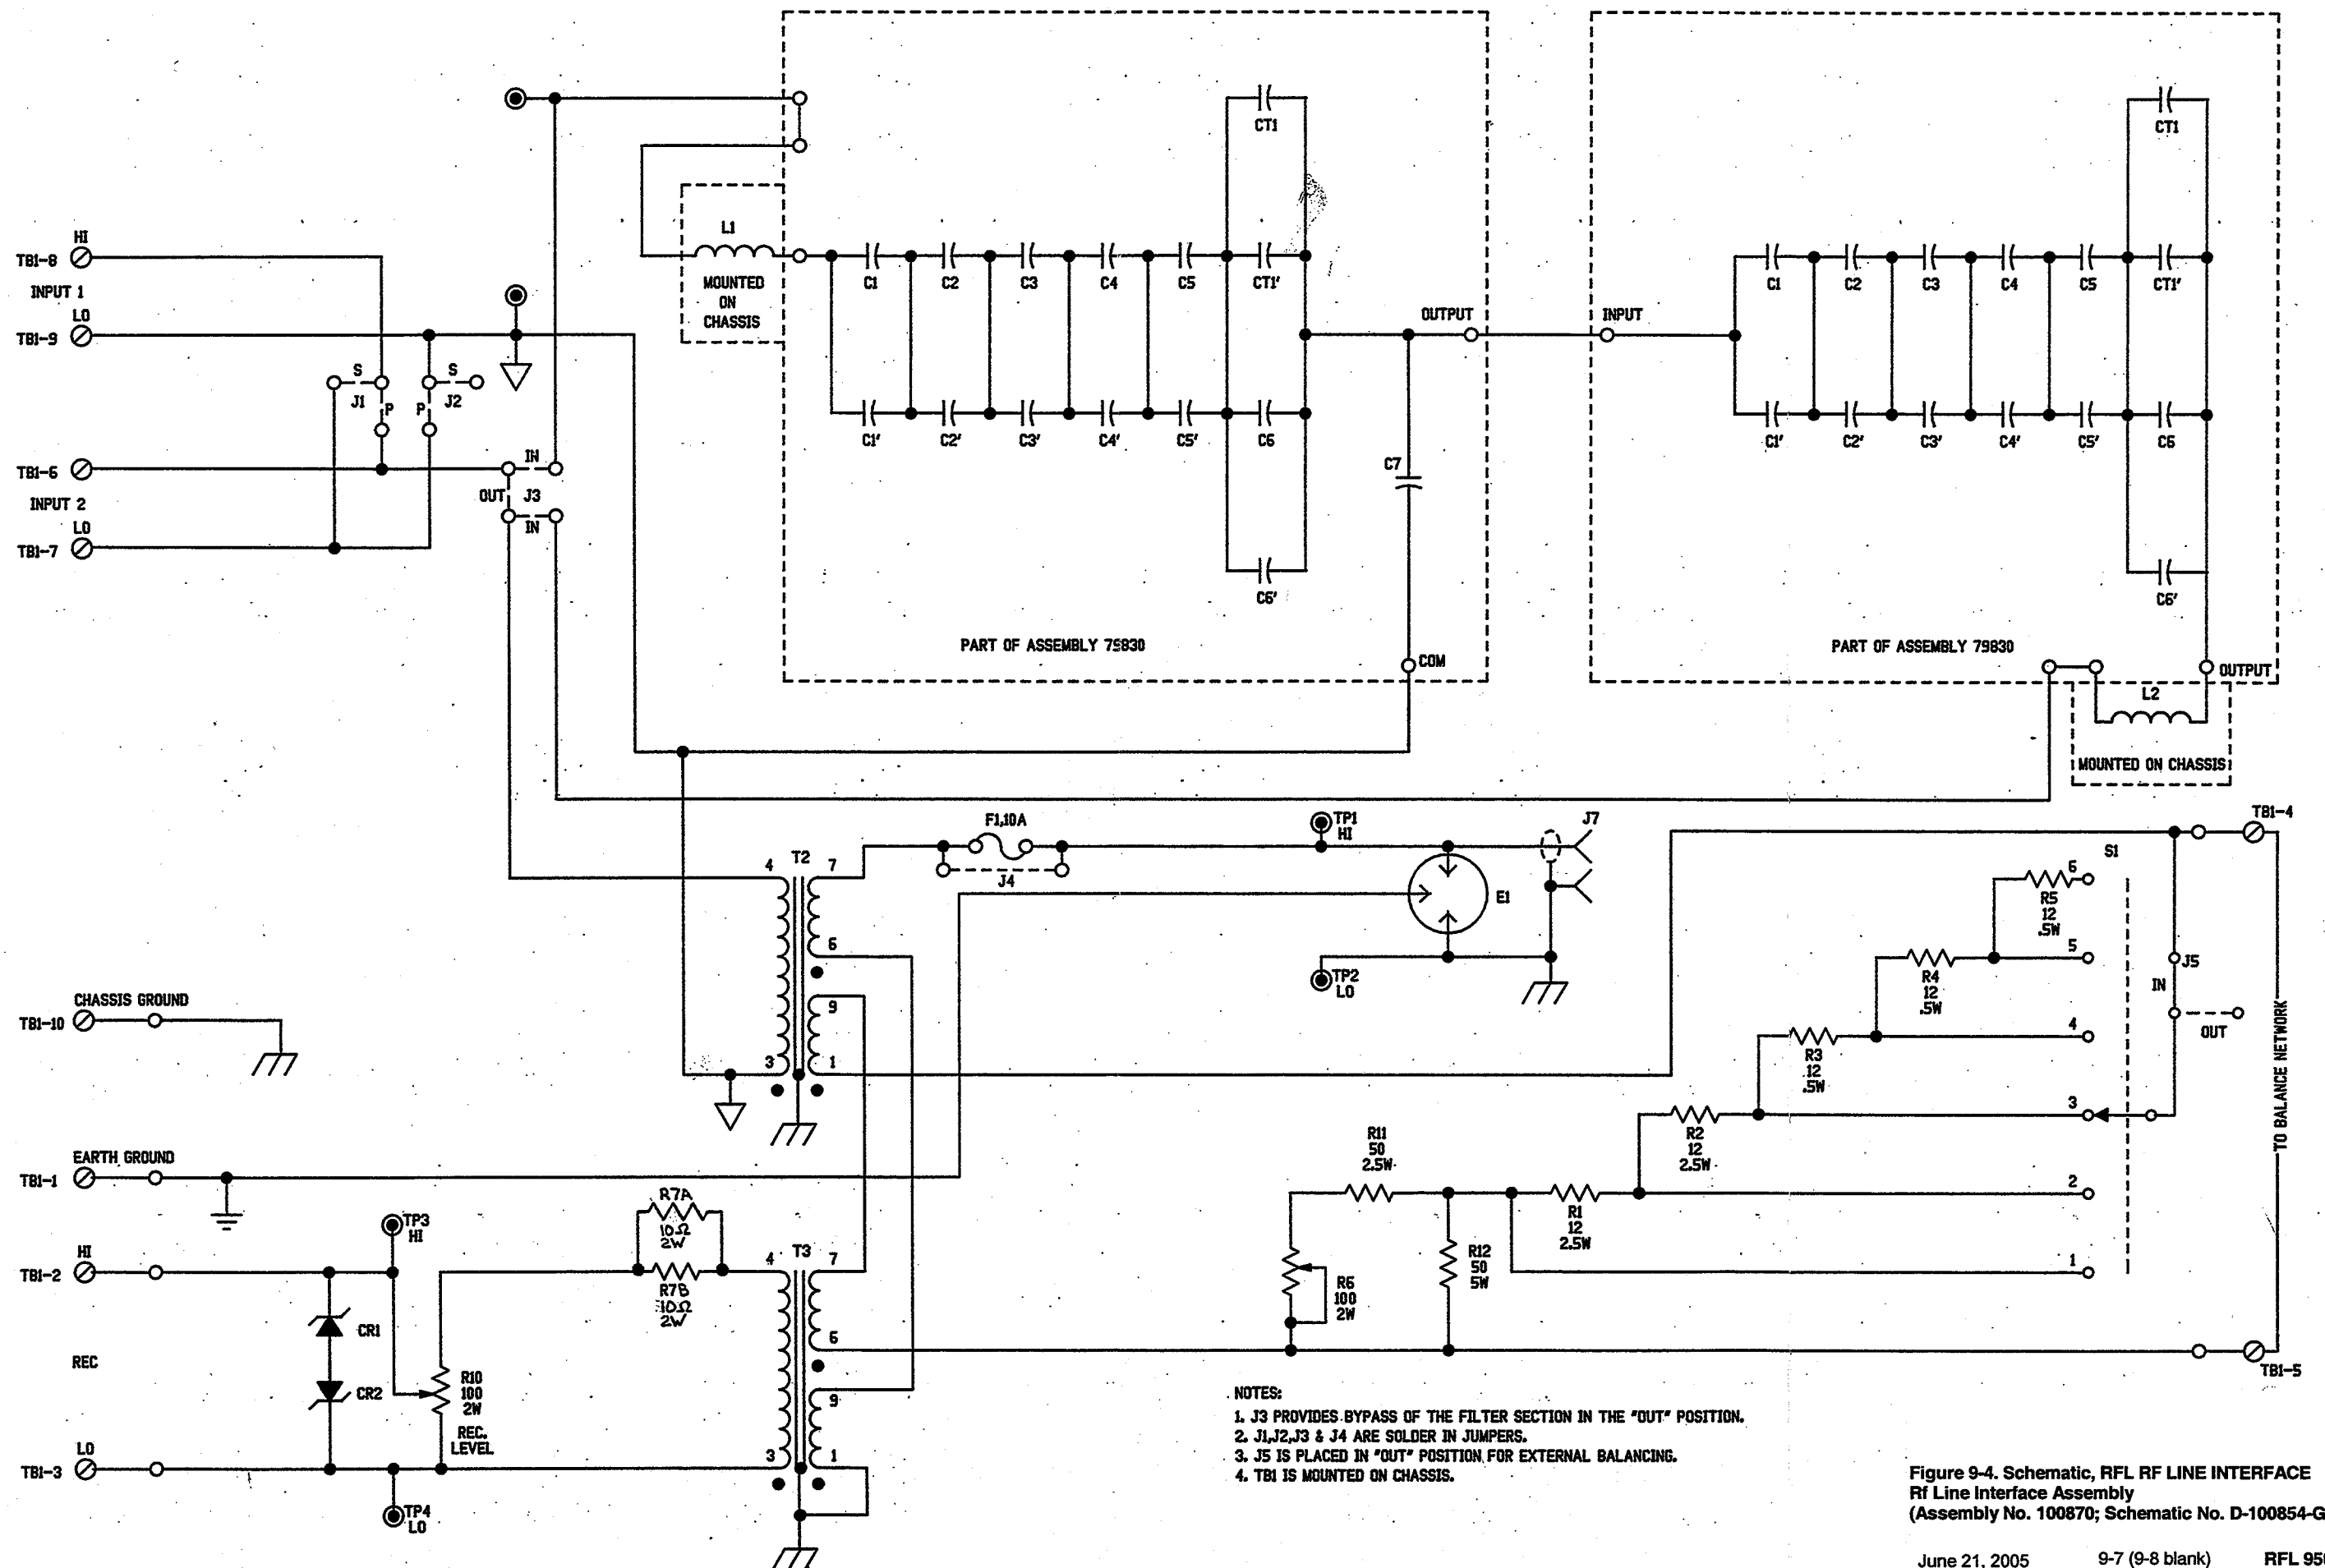 CT1
CT1
HI
TB1-8
INPUT 1
LO
TB1-9
L1
MOUNTED
ON
CHASSIS
C1
C2
C3
C4
C5
CT1'
OUTPUT
INPUT
C1
C2
C3
C4
C5
CT1'
S
J1
P
P
S
J2
C1'
C2'
C3'
C4'
C5'
C6
C7
C1'
C2'
C3'
C4'
C5'
C6
TB1-6
INPUT 2
LO
TB1-7
IN
OUT
J3
IN
C6'
C6'
PART OF ASSEMBLY 79830
COM
PART OF ASSEMBLY 79830
OUTPUT
L2
MOUNTED ON CHASSIS
F1,10A
J4
TP1
HI
J7
E1
TP2
LO
T2
4
7
6
9
3
1
TB1-4
S1
6
R5
12
.5W
5
R4
12
.5W
4
R3
12
.5W
3
R2
12
2.5W
2
R1
12
2.5W
1
J5
IN
OUT
TO BALANCE NETWORK
R11
50
2.5W
R12
50
5W
R6
100
2W
TB1-5
CHASSIS GROUND
TB1-10
EARTH GROUND
TB1-1
HI
TB1-2
REC
LO
TB1-3
TP3
HI
CR1
CR2
R10
100
2W
REC.
LEVEL
TP4
LO
R7A
10Ω
2W
R7B
10Ω
2W
T3
4
7
6
9
3
1
NOTES:
1. J3 PROVIDES BYPASS OF THE FILTER SECTION IN THE "OUT" POSITION.
2. J1,J2,J3 & J4 ARE SOLDER IN JUMPERS.
3. J5 IS PLACED IN "OUT" POSITION FOR EXTERNAL BALANCING.
4. TB1 IS MOUNTED ON CHASSIS.
Figure 9-4. Schematic, RFL RF LINE INTERFACE
Rf Line Interface Assembly
(Assembly No. 100870; Schematic No. D-100854-G
June 21, 2005
9-7 (9-8 blank)